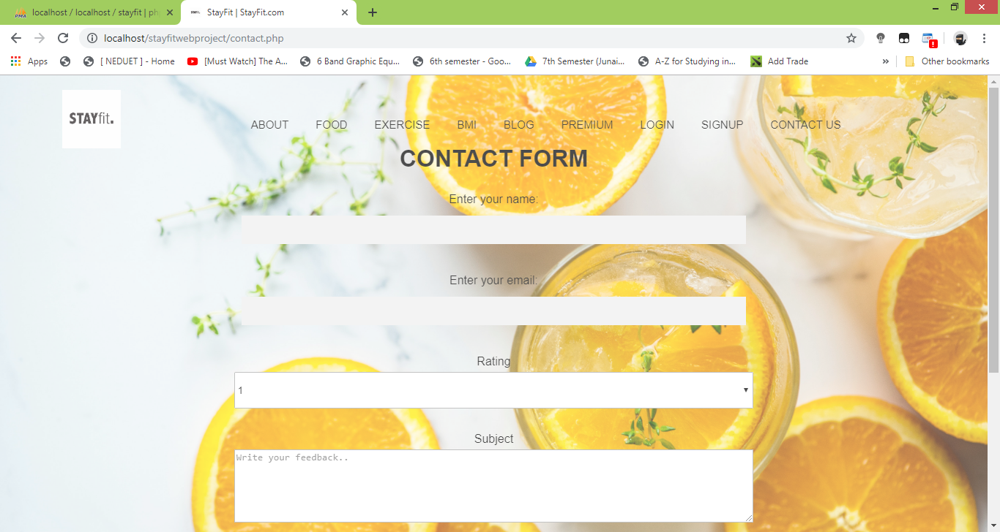 localhost / localhost / stayfit | ph
StayFit | StayFit.com
localhost/stayfitwebproject/contact.php
Apps
[ NEDUET ] - Home
[Must Watch] The A...
6 Band Graphic Equ...
6th semester - Goo...
7th Semester (Junai...
A-Z for Studying in...
Add Trade
»
Other bookmarks
STAYfit.
ABOUT FOOD EXERCISE BMI BLOG PREMIUM LOGIN SIGNUP CONTACT US
CONTACT FORM
Enter your name:
Enter your email:
Rating
1
Subject
Write your feedback..